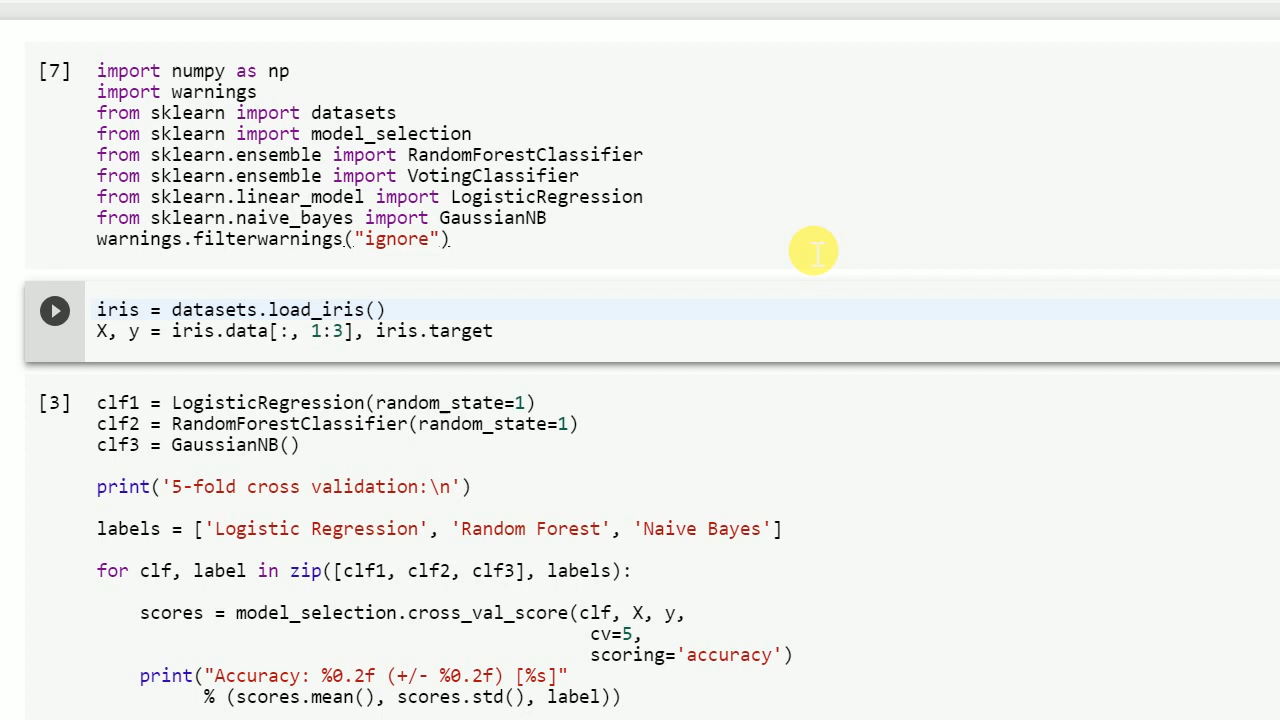 [7] import numpy as np
import warnings
from sklearn import datasets
from sklearn import model_selection
from sklearn.ensemble import RandomForestClassifier
from sklearn.ensemble import VotingClassifier
from sklearn.linear_model import LogisticRegression
from sklearn.naive_bayes import GaussianNB
warnings.filterwarnings("ignore")
iris = datasets.load_iris()
X, y = iris.data[:, 1:3], iris.target
[3] clf1 = LogisticRegression(random_state=1)
clf2 = RandomForestClassifier(random_state=1)
clf3 = GaussianNB()
print('5-fold cross validation:\n')
labels = ['Logistic Regression', 'Random Forest', 'Naive Bayes']
for clf, label in zip([clf1, clf2, clf3], labels):
    scores = model_selection.cross_val_score(clf, X, y,
                                              cv=5,
                                              scoring='accuracy')
    print("Accuracy: %0.2f (+/- %0.2f) [%s]"
          % (scores.mean(), scores.std(), label))